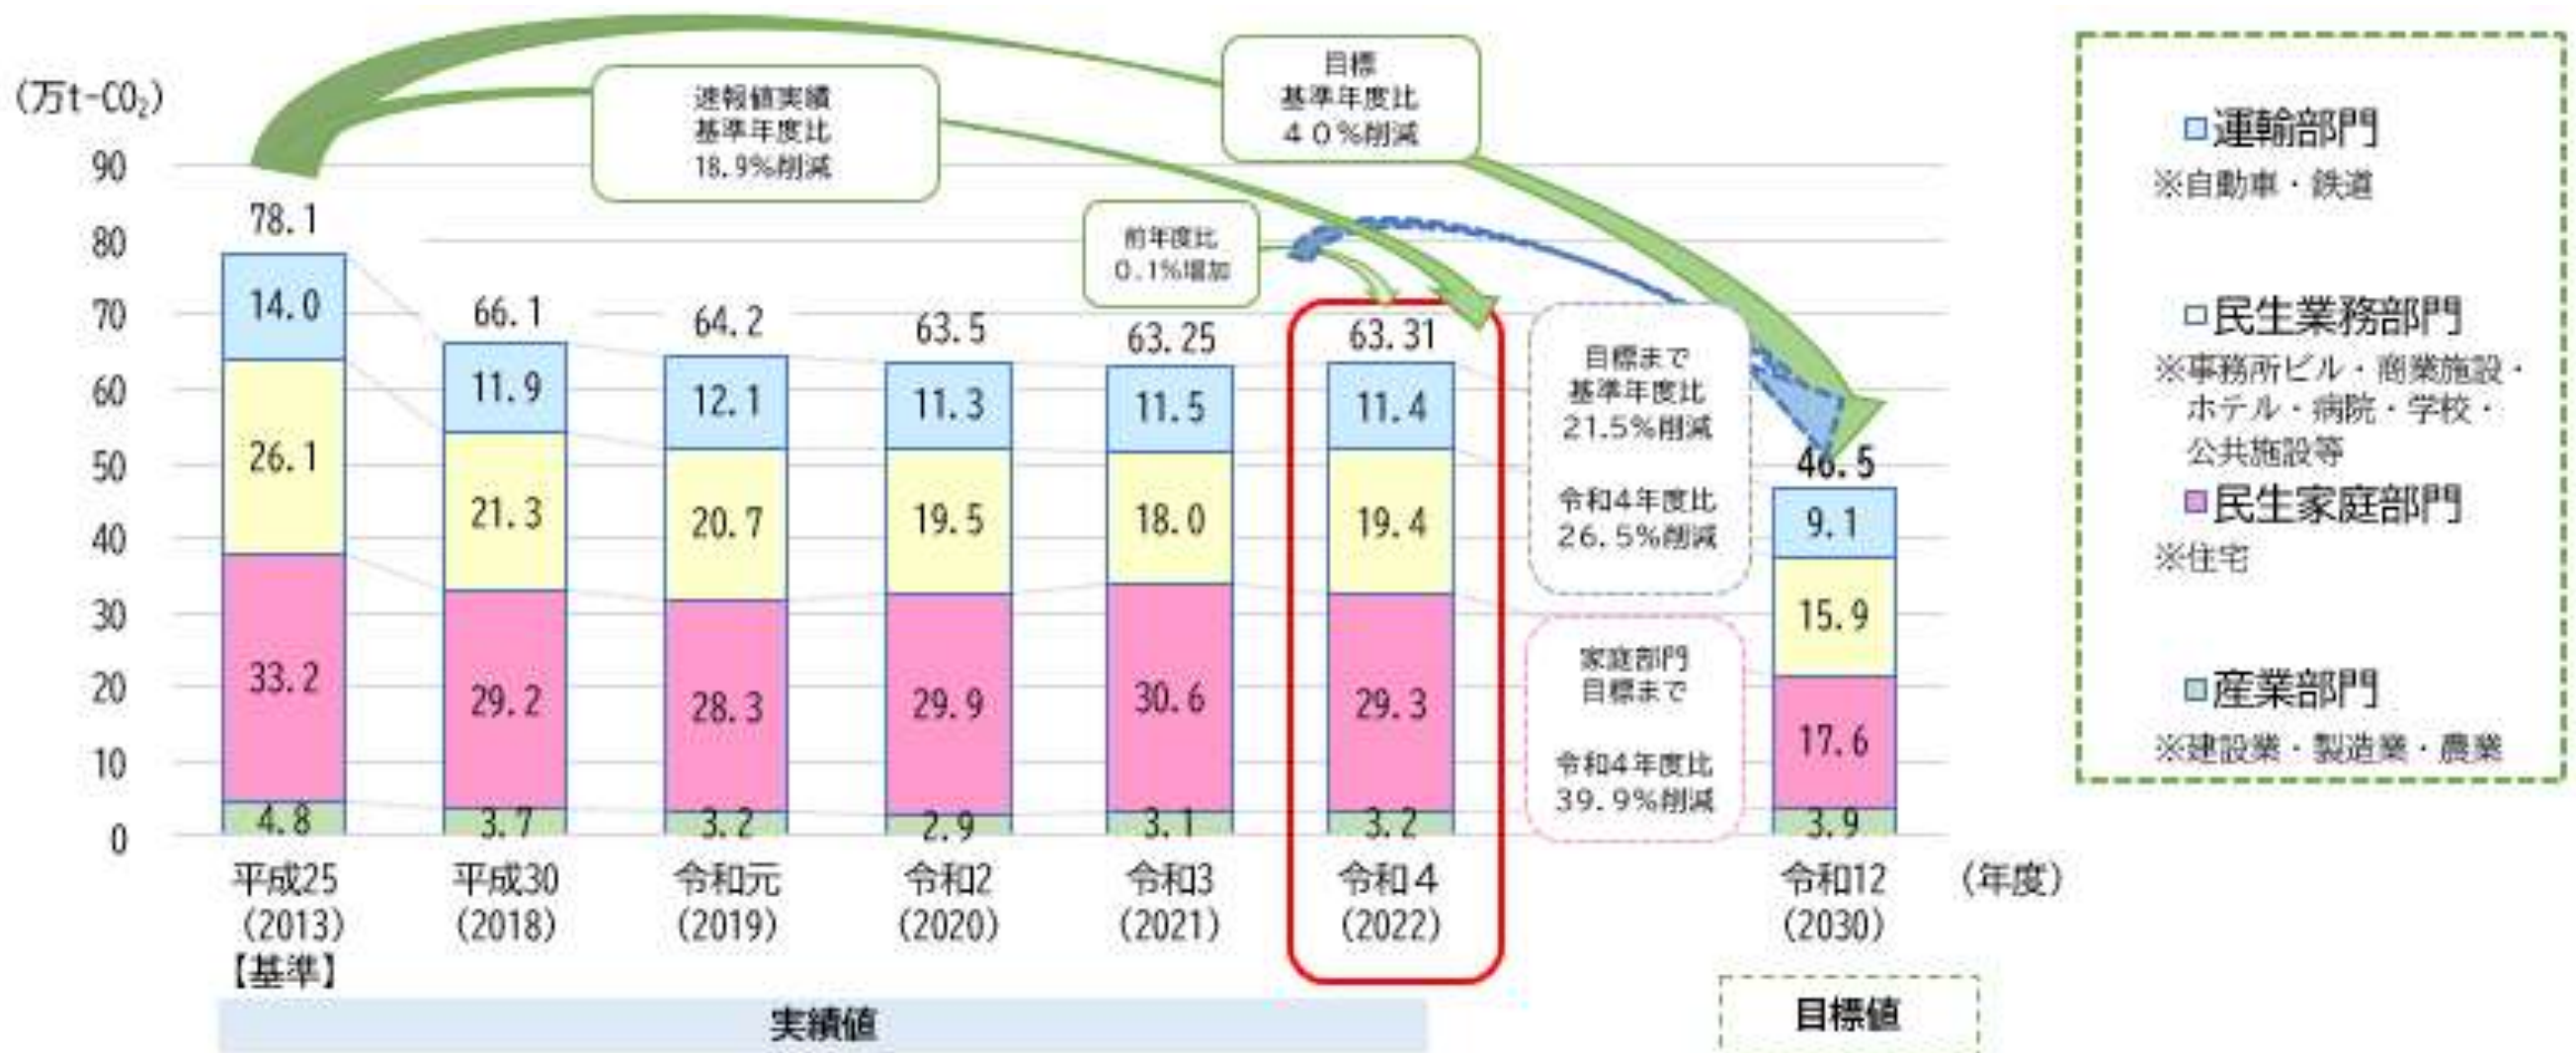 (万t-CO₂)
速報値実績
基準年度比
18.9%削減
目標
基準年度比
40%削減
前年度比
0.1%増加
90
80
70
60
50
40
30
20
10
0
78.1
14.0
26.1
33.2
4.8
66.1
11.9
21.3
29.2
3.7
64.2
12.1
20.7
28.3
3.2
63.5
11.3
19.5
29.9
2.9
63.25
11.5
18.0
30.6
3.1
63.31
11.4
19.4
29.3
3.2
目標まで
基準年度比
21.5%削減
令和4年度比
26.5%削減
家庭部門
目標まで
令和4年度比
39.9%削減
46.5
9.1
15.9
17.6
3.9
平成25
(2013)
【基準】
平成30
(2018)
令和元
(2019)
令和2
(2020)
令和3
(2021)
令和4
(2022)
令和12
(2030)
(年度)
実績値
目標値
運輸部門
※自動車・鉄道
民生業務部門
※事務所ビル・商業施設・
ホテル・病院・学校・
公共施設等
民生家庭部門
※住宅
産業部門
※建設業・製造業・農業